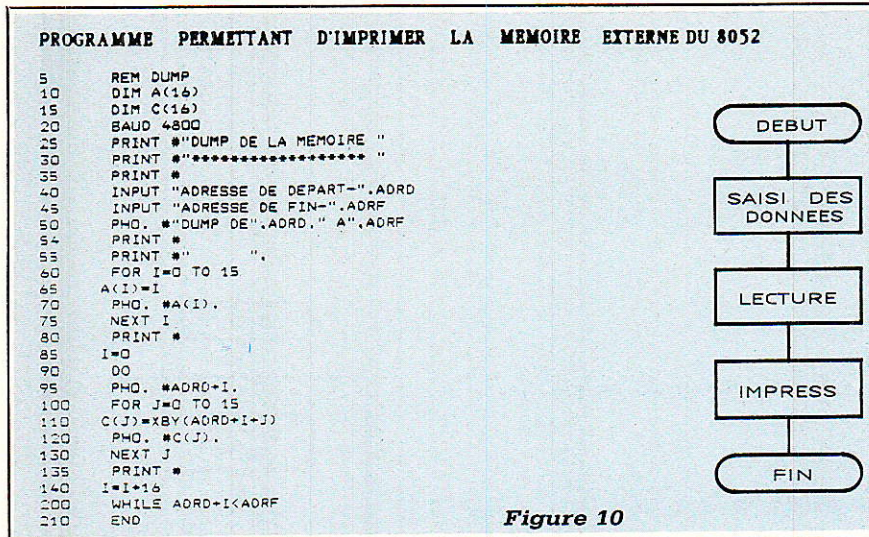 PROGRAMME PERMETTANT D'IMPRIMER LA MEMOIRE EXTERNE DU 8052
5 REM DUMP
10 DIM A(16)
15 DIM C(16)
20 BAUD 4800
25 PRINT #"DUMP DE LA MEMOIRE "
30 PRINT #"****************** "
35 PRINT #
40 INPUT "ADRESSE DE DEPART-".ADRD
45 INPUT "ADRESSE DE FIN-".ADRF
50 PHO. #"DUMP DE".ADRD." A".ADRF
54 PRINT #
55 PRINT #" ".
60 FOR I=0 TO 15
65 A(I)=I
70 PHO. #A(I).
75 NEXT I
80 PRINT #
85 I=0
90 DO
95 PHO. #ADRD+I.
100 FOR J=0 TO 15
110 C(J)=XBY(ADRD+I+J)
120 PHO. #C(J).
130 NEXT J
135 PRINT #
140 I=I+16
200 WHILE ADRD+I<ADRF
210 END
DEBUT
SAISI DES
DONNEES
LECTURE
IMPRESS
FIN
Figure 10